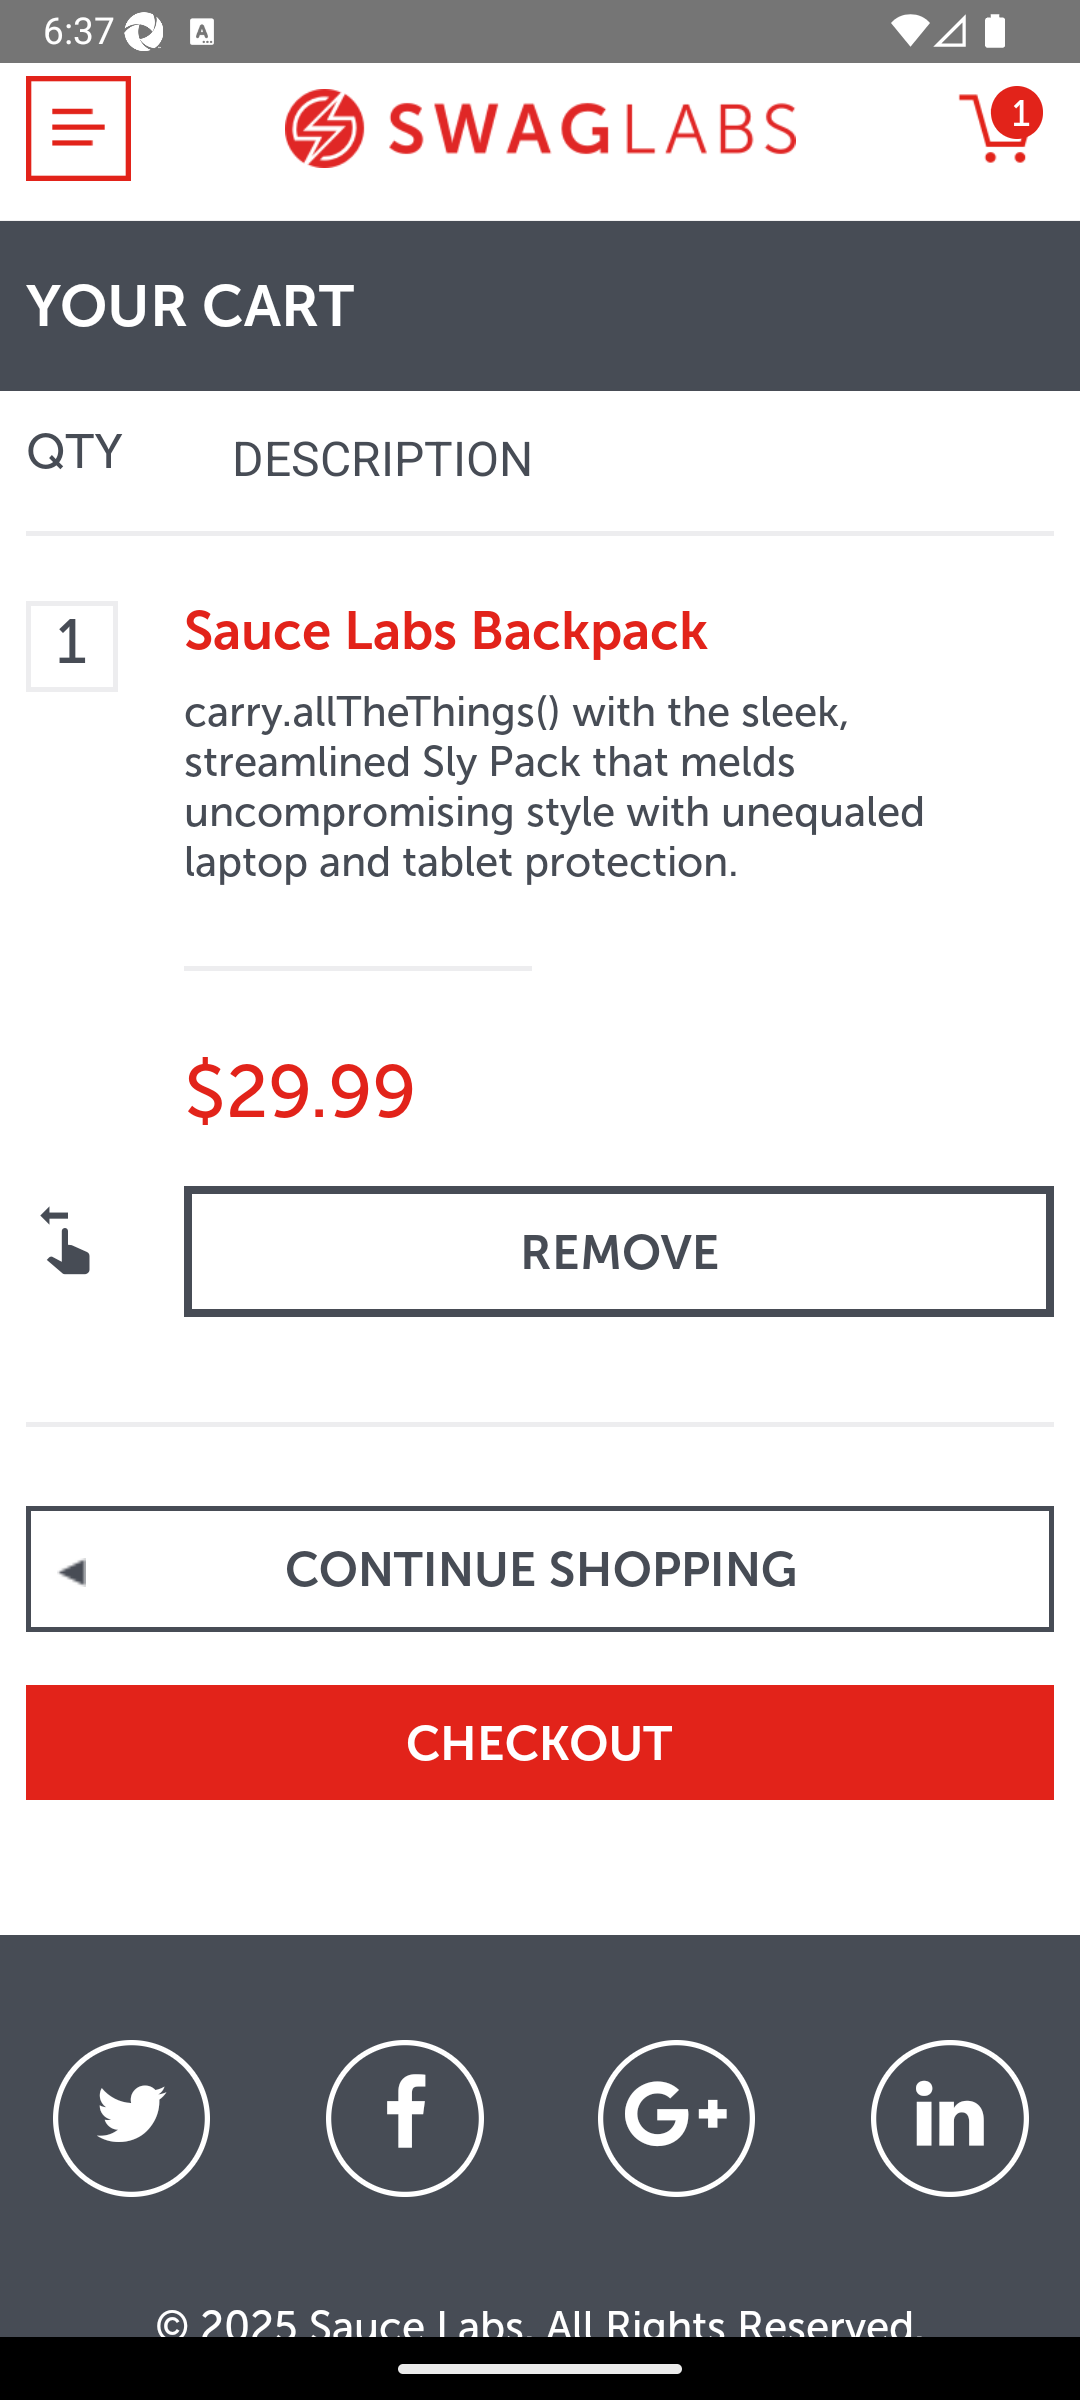 6:37
SWAGLABS
1
YOUR CART
QTY DESCRIPTION
1
Sauce Labs Backpack
carry.allTheThings() with the sleek,
streamlined Sly Pack that melds
uncompromising style with unequaled
laptop and tablet protection.
$29.99
REMOVE
CONTINUE SHOPPING
CHECKOUT
© 2025 Sauce Labs. All Rights Reserved.